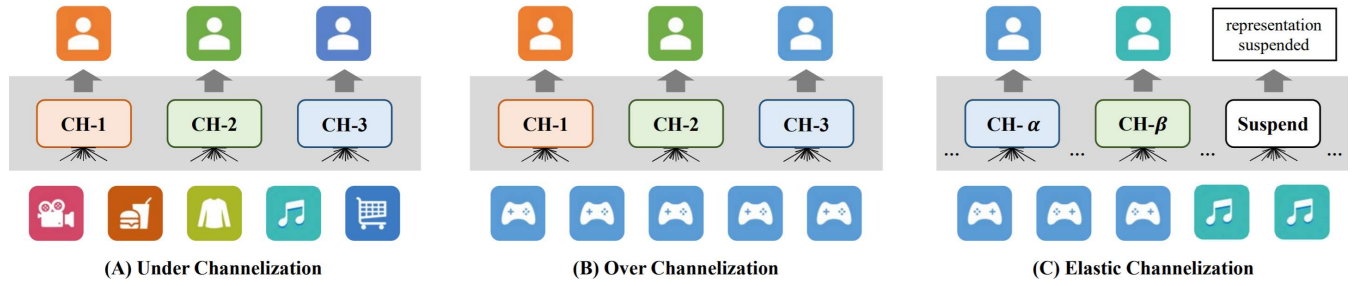 representation
suspended
CH-1
CH-2
CH-3
CH-1
CH-2
CH-3
CH- α
CH-β
Suspend
...
...
...
...
(A) Under Channelization
(B) Over Channelization
(C) Elastic Channelization